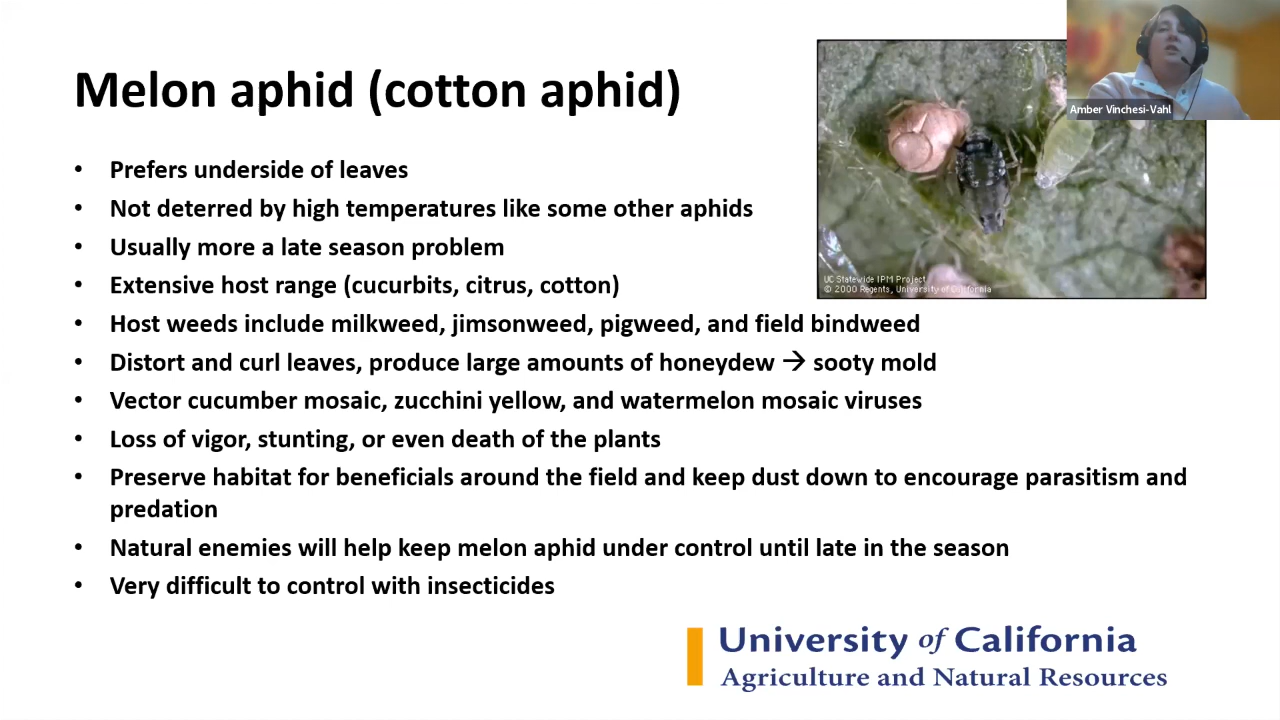 Amber Vinchesi-Vahl
Melon aphid (cotton aphid)
• Prefers underside of leaves
• Not deterred by high temperatures like some other aphids
• Usually more a late season problem
• Extensive host range (cucurbits, citrus, cotton)
UC Statewide IPM Project
© 2000 Regents, University of California
• Host weeds include milkweed, jimsonweed, pigweed, and field bindweed
• Distort and curl leaves, produce large amounts of honeydew → sooty mold
• Vector cucumber mosaic, zucchini yellow, and watermelon mosaic viruses
• Loss of vigor, stunting, or even death of the plants
• Preserve habitat for beneficials around the field and keep dust down to encourage parasitism and
predation
• Natural enemies will help keep melon aphid under control until late in the season
• Very difficult to control with insecticides
University of California
Agriculture and Natural Resources